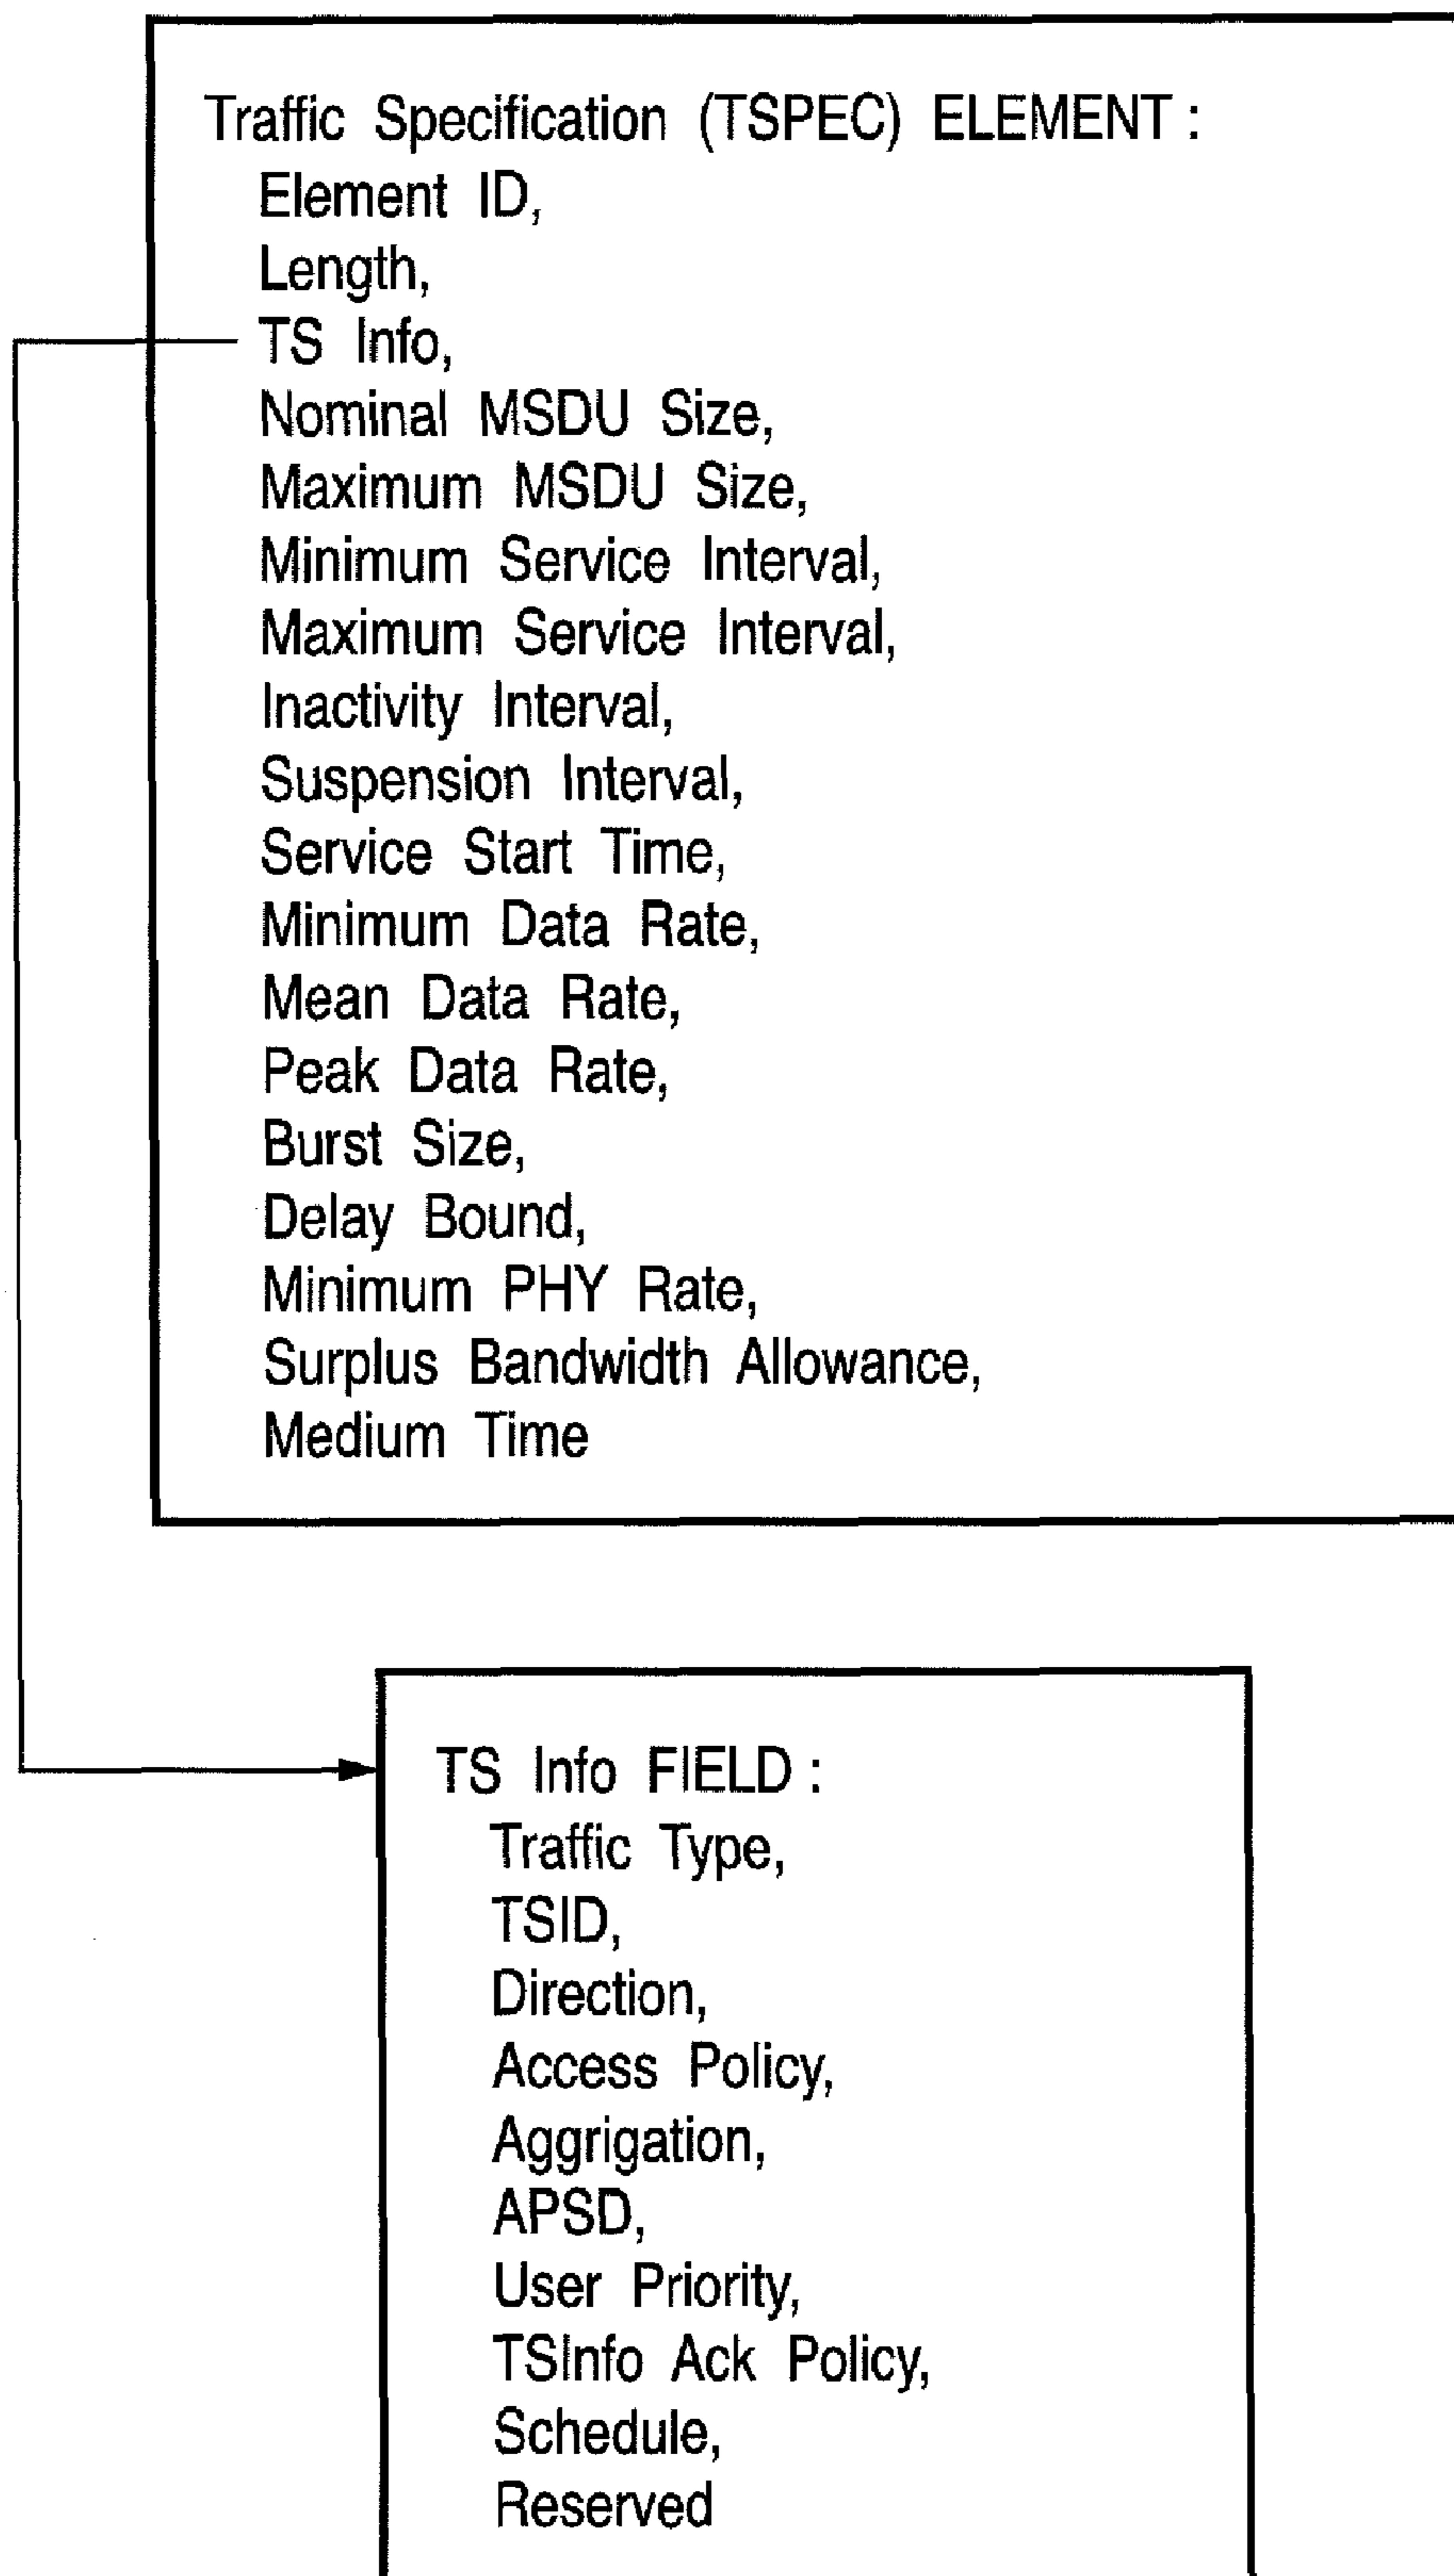 Traffic Specification (TSPEC) ELEMENT :
Element ID,
Length,
TS Info,
Nominal MSDU Size,
Maximum MSDU Size,
Minimum Service Interval,
Maximum Service Interval,
Inactivity Interval,
Suspension Interval,
Service Start Time,
Minimum Data Rate,
Mean Data Rate,
Peak Data Rate,
Burst Size,
Delay Bound,
Minimum PHY Rate,
Surplus Bandwidth Allowance,
Medium Time
TS Info FIELD :
Traffic Type,
TSID,
Direction,
Access Policy,
Aggrigation,
APSD,
User Priority,
TSInfo Ack Policy,
Schedule,
Reserved